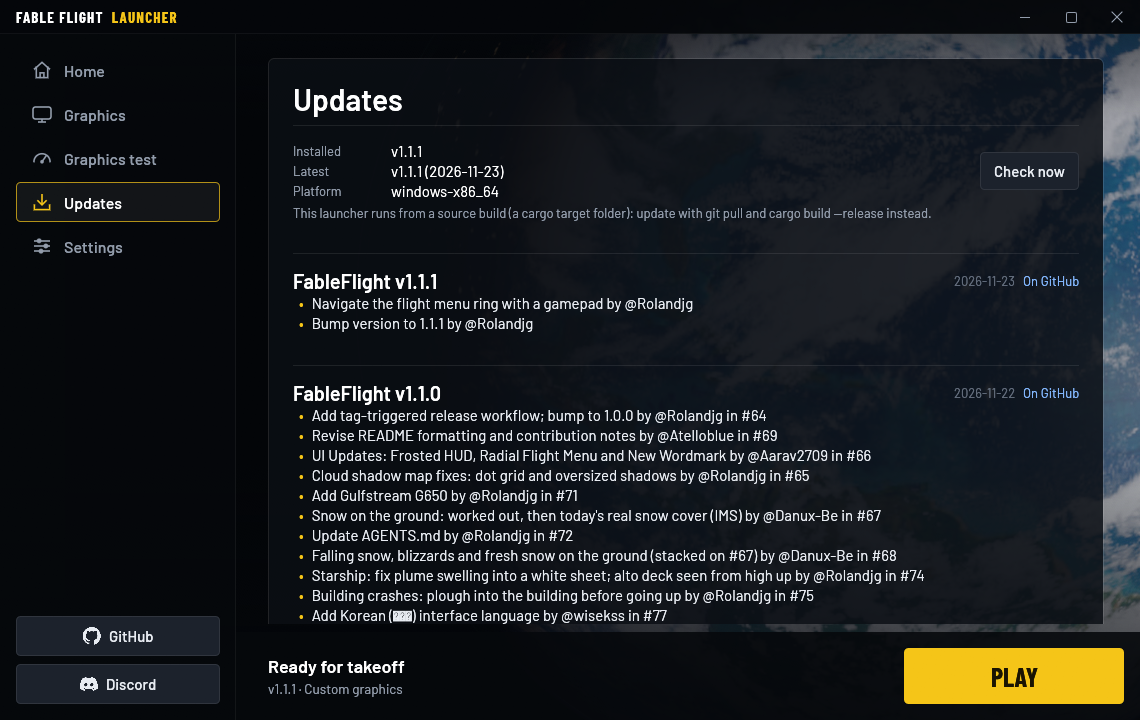 FABLE FLIGHT LAUNCHER
Home
Graphics
Graphics test
Updates
Settings
GitHub
Discord
Updates
Installed v1.1.1
Latest v1.1.1 (2026-11-23)
Platform windows-x86_64
Check now
This launcher runs from a source build (a cargo target folder): update with git pull and cargo build —release instead.
FableFlight v1.1.1 2026-11-23 On GitHub
• Navigate the flight menu ring with a gamepad by @Rolandjg
• Bump version to 1.1.1 by @Rolandjg
FableFlight v1.1.0 2026-11-22 On GitHub
• Add tag-triggered release workflow; bump to 1.0.0 by @Rolandjg in #64
• Revise README formatting and contribution notes by @Atelloblue in #69
• UI Updates: Frosted HUD, Radial Flight Menu and New Wordmark by @Aarav2709 in #66
• Cloud shadow map fixes: dot grid and oversized shadows by @Rolandjg in #65
• Add Gulfstream G650 by @Rolandjg in #71
• Snow on the ground: worked out, then today's real snow cover (IMS) by @Danux-Be in #67
• Update AGENTS.md by @Rolandjg in #72
• Falling snow, blizzards and fresh snow on the ground (stacked on #67) by @Danux-Be in #68
• Starship: fix plume swelling into a white sheet; alto deck seen from high up by @Rolandjg in #74
• Building crashes: plough into the building before going up by @Rolandjg in #75
• Add Korean () interface language by @wisekss in #77
Ready for takeoff
v1.1.1 · Custom graphics
PLAY